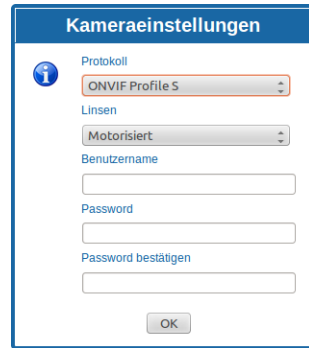 Kameraeinstellungen
Protokoll
ONVIF Profile S
Linsen
Motorisiert
Benutzername
Password
Password bestätigen
OK